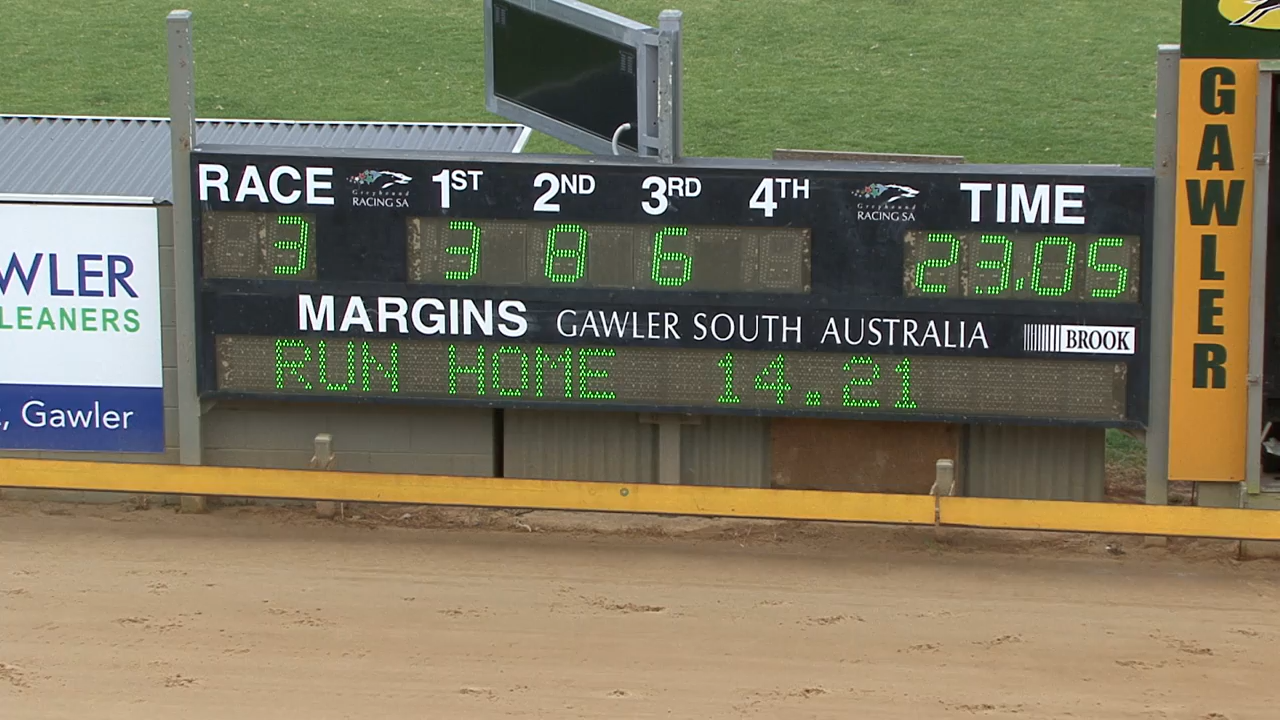 RACE 1ST 2ND 3RD 4TH TIME
Greyhound RACING SA
Greyhound RACING SA
3 3 8 6 23.05
MARGINS GAWLER SOUTH AUSTRALIA BROOK
RUN HOME 14.21
WLER
LEANERS
, Gawler
GAWLER